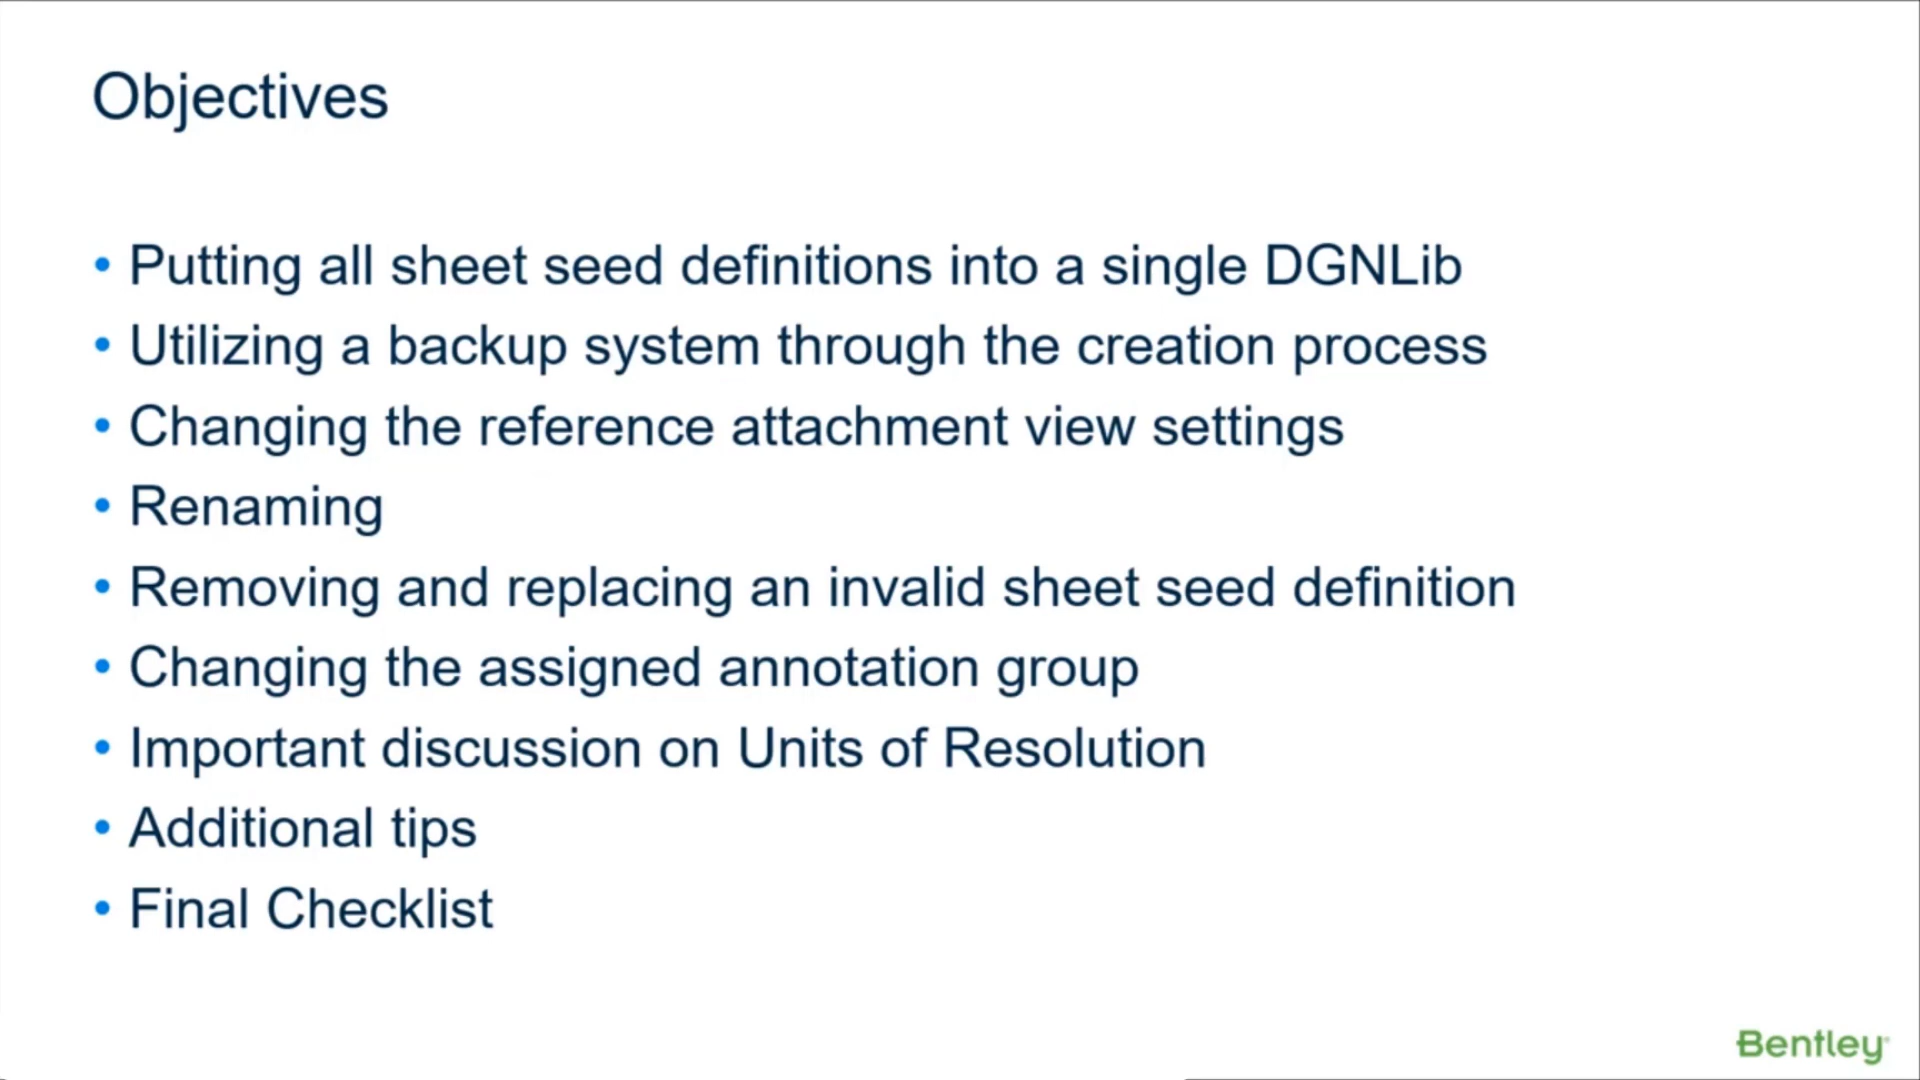 Objectives
• Putting all sheet seed definitions into a single DGNLib
• Utilizing a backup system through the creation process
• Changing the reference attachment view settings
• Renaming
• Removing and replacing an invalid sheet seed definition
• Changing the assigned annotation group
• Important discussion on Units of Resolution
• Additional tips
• Final Checklist
Bentley